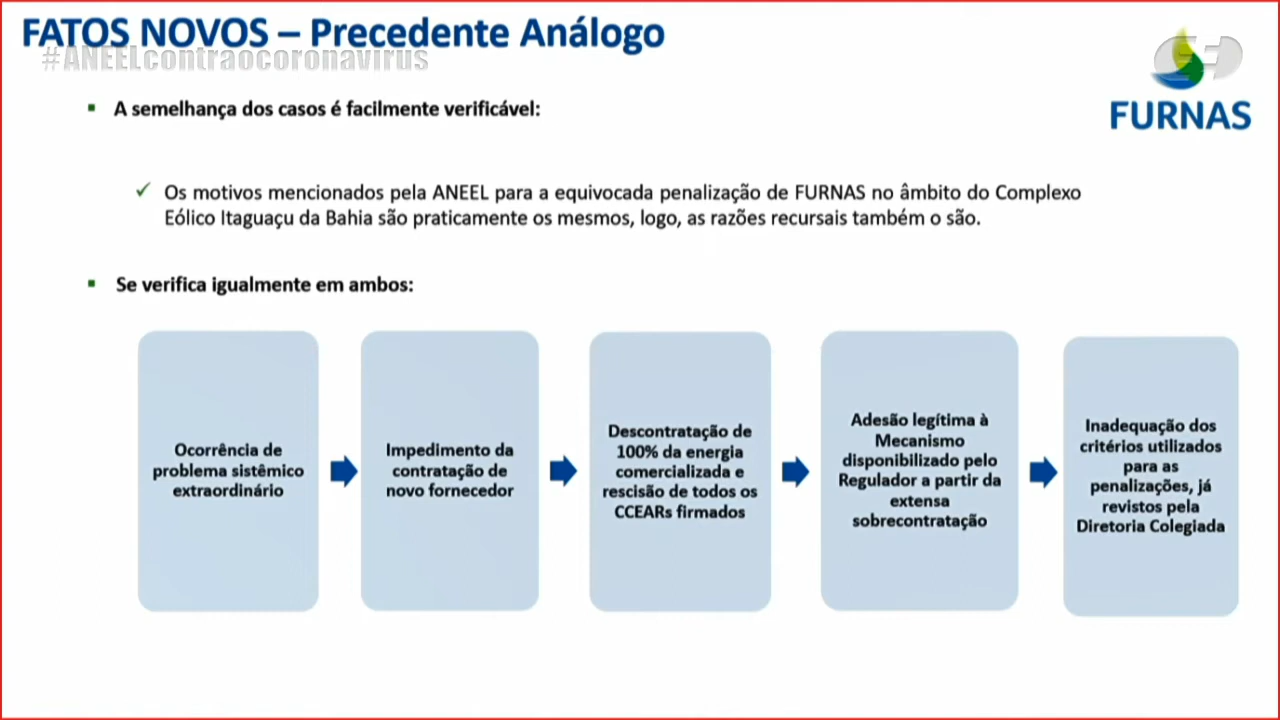 FATOS NOVOS – Precedente Análogo
#ANEELcontraocoronavirus
FURNAS
▪ A semelhança dos casos é facilmente verificável:
✓ Os motivos mencionados pela ANEEL para a equivocada penalização de FURNAS no âmbito do Complexo
Eólico Itaguaçu da Bahia são praticamente os mesmos, logo, as razões recursais também o são.
▪ Se verifica igualmente em ambos:
Ocorrência de
problema sistêmico
extraordinário
Impedimento da
contratação de
novo fornecedor
Descontratação de
100% da energia
comercializada e
rescisão de todos os
CCEARs firmados
Adesão legítima à
Mecanismo
disponibilizado pelo
Regulador a partir da
extensa
sobrecontratação
Inadequação dos
critérios utilizados
para as
penalizações, já
revistos pela
Diretoria Colegiada